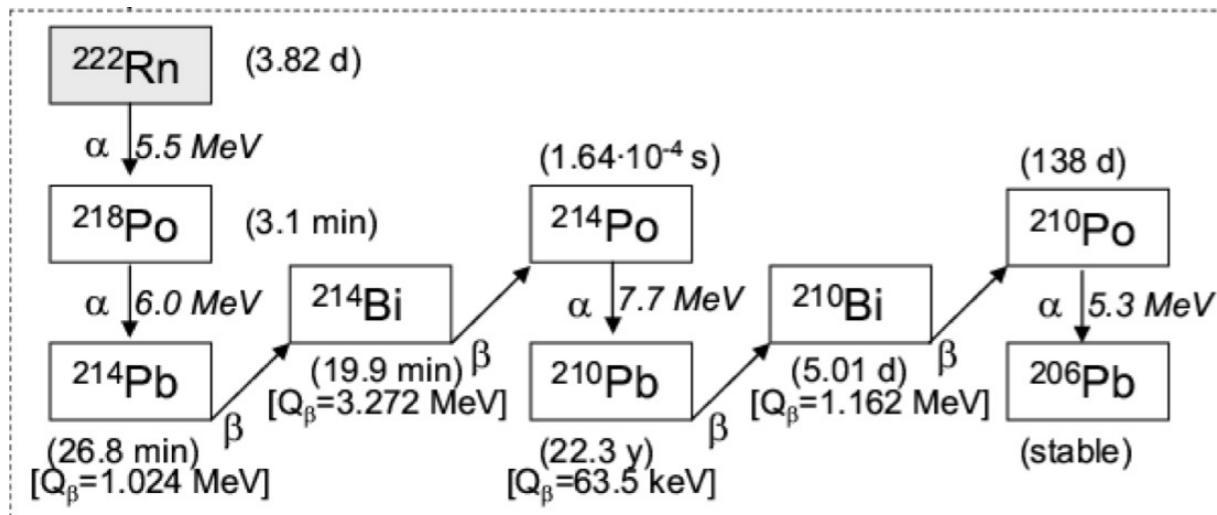 ²²²Rn (3.82 d)
α 5.5 MeV
(1.64·10⁻⁴ s)
(138 d)
²¹⁸Po (3.1 min)
²¹⁴Po
²¹⁰Po
α 6.0 MeV
²¹⁴Bi
α 7.7 MeV
²¹⁰Bi
α 5.3 MeV
²¹⁴Pb
(19.9 min) β
[Qβ=3.272 MeV]
²¹⁰Pb
(5.01 d) β
[Qβ=1.162 MeV]
²⁰⁶Pb
β
(26.8 min)
[Qβ=1.024 MeV]
β
(22.3 y)
[Qβ=63.5 keV]
(stable)